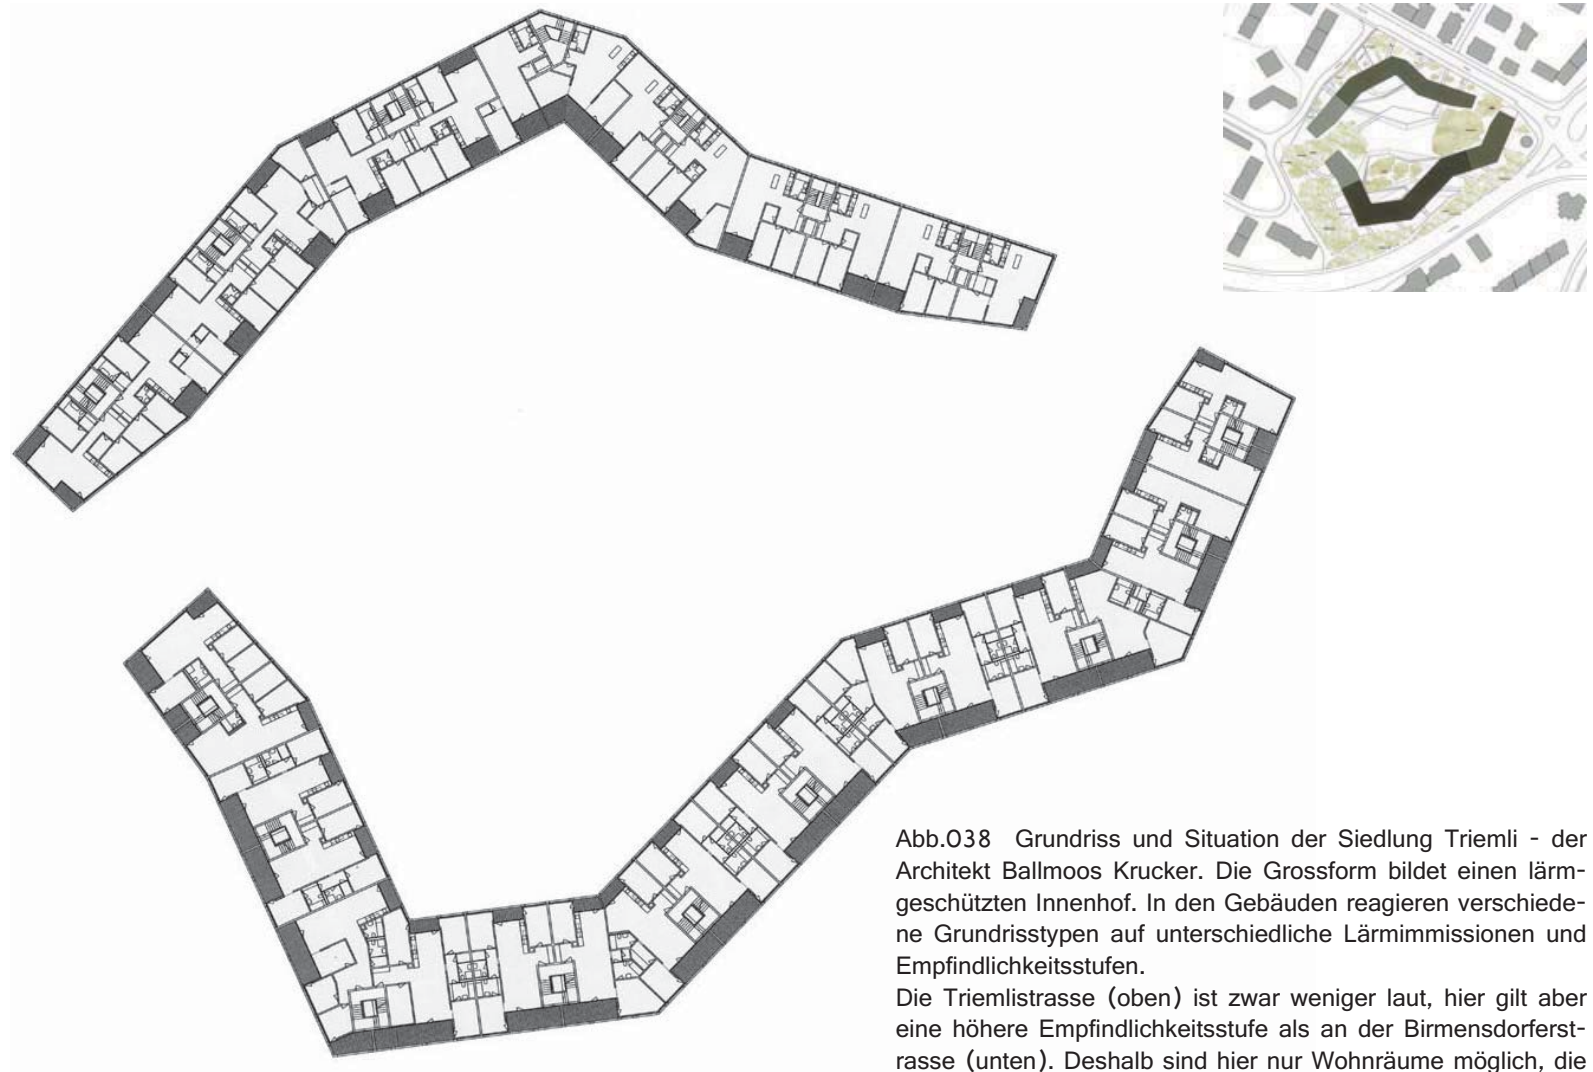 Abb.038 Grundriss und Situation der Siedlung Triemli - der
Architekt Ballmoos Krucker. Die Grossform bildet einen lärm-
geschützten Innenhof. In den Gebäuden reagieren verschiede-
ne Grundrisstypen auf unterschiedliche Lärmimmissionen und
Empfindlichkeitsstufen.
Die Triemlistrasse (oben) ist zwar weniger laut, hier gilt aber
eine höhere Empfindlichkeitsstufe als an der Birmensdorferst-
rasse (unten). Deshalb sind hier nur Wohnräume möglich, die